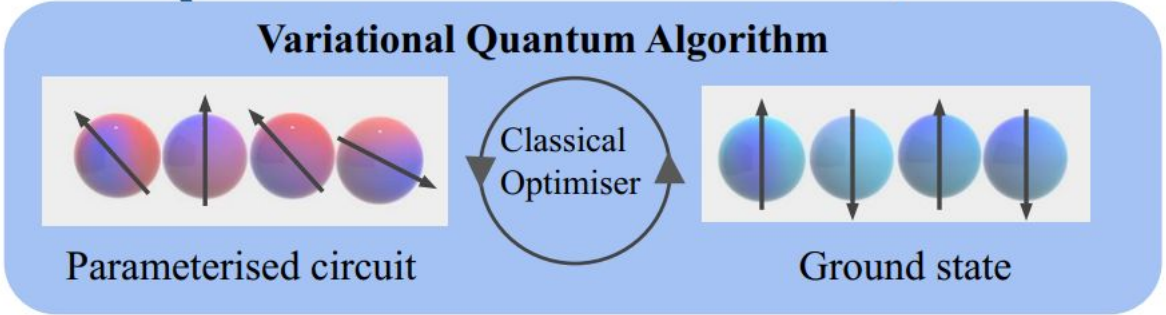 Variational Quantum Algorithm
Classical
Optimiser
Parameterised circuit
Ground state